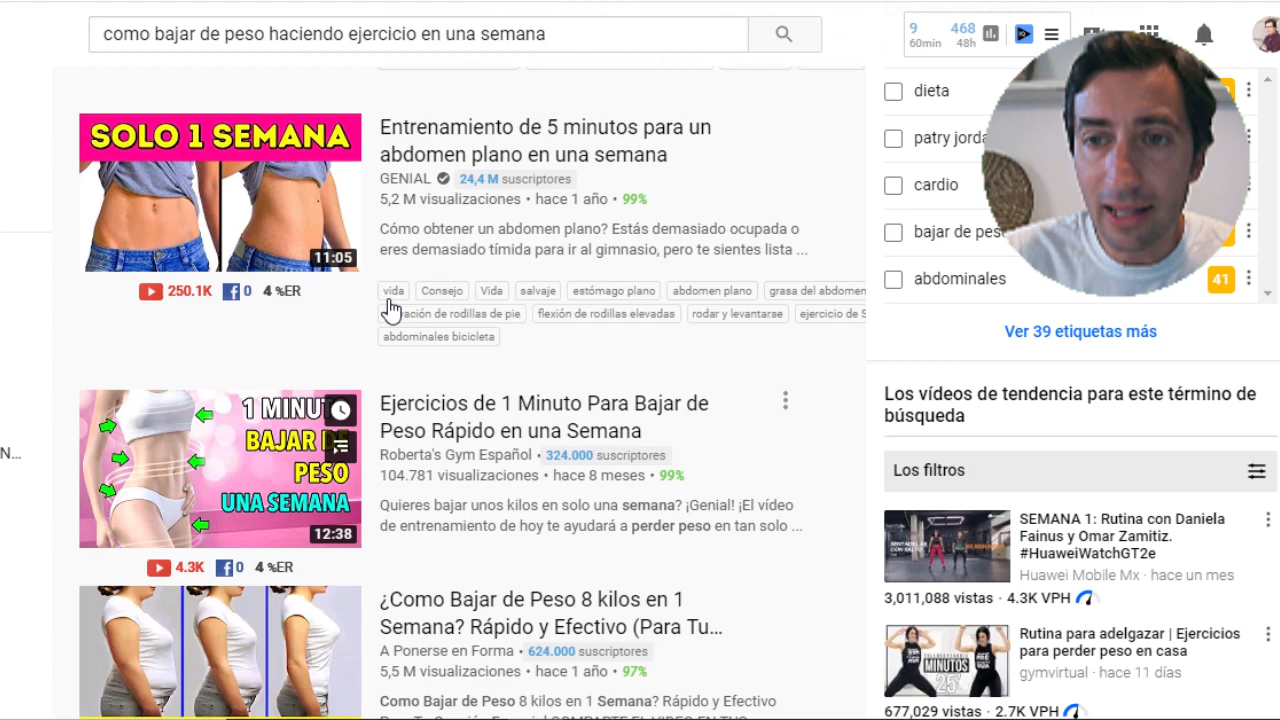 como bajar de peso haciendo ejercicio en una semana
9
60min
468
48h
SOLO 1 SEMANA
11:05
250.1K
0
4 %ER
Entrenamiento de 5 minutos para un
abdomen plano en una semana
GENIAL
24,4 M suscriptores
5,2 M visualizaciones • hace 1 año • 99%
Cómo obtener un abdomen plano? Estás demasiado ocupada o
eres demasiado tímida para ir al gimnasio, pero te sientes lista ...
vida
Consejo
Vida
salvaje
estómago plano
abdomen plano
grasa del abdomen
ación de rodillas de pie
flexión de rodillas elevadas
rodar y levantarse
ejercicio de S
abdominales bicicleta
1 MINUT
BAJAR DE
PESO
UNA SEMANA
12:38
4.3K
0
4 %ER
Ejercicios de 1 Minuto Para Bajar de
Peso Rápido en una Semana
Roberta's Gym Español • 324.000 suscriptores
104.781 visualizaciones • hace 8 meses • 99%
Quieres bajar unos kilos en solo una semana? ¡Genial! ¡El vídeo
de entrenamiento de hoy te ayudará a perder peso en tan solo ...
¿Como Bajar de Peso 8 kilos en 1
Semana? Rápido y Efectivo (Para Tu...
A Ponerse en Forma • 624.000 suscriptores
5,5 M visualizaciones • hace 1 año • 97%
Como Bajar de Peso 8 kilos en 1 Semana? Rápido y Efectivo
N...
dieta
patry jorda
cardio
bajar de pes
abdominales
41
Ver 39 etiquetas más
Los vídeos de tendencia para este término de
búsqueda
Los filtros
SEMANA 1: Rutina con Daniela
Fainus y Omar Zamitiz.
#HuaweiWatchGT2e
Huawei Mobile Mx · hace un mes
3,011,088 vistas · 4.3K VPH
MINUTOS
25
Rutina para adelgazar | Ejercicios
para perder peso en casa
gymvirtual · hace 11 días
677,029 vistas · 2.7K VPH